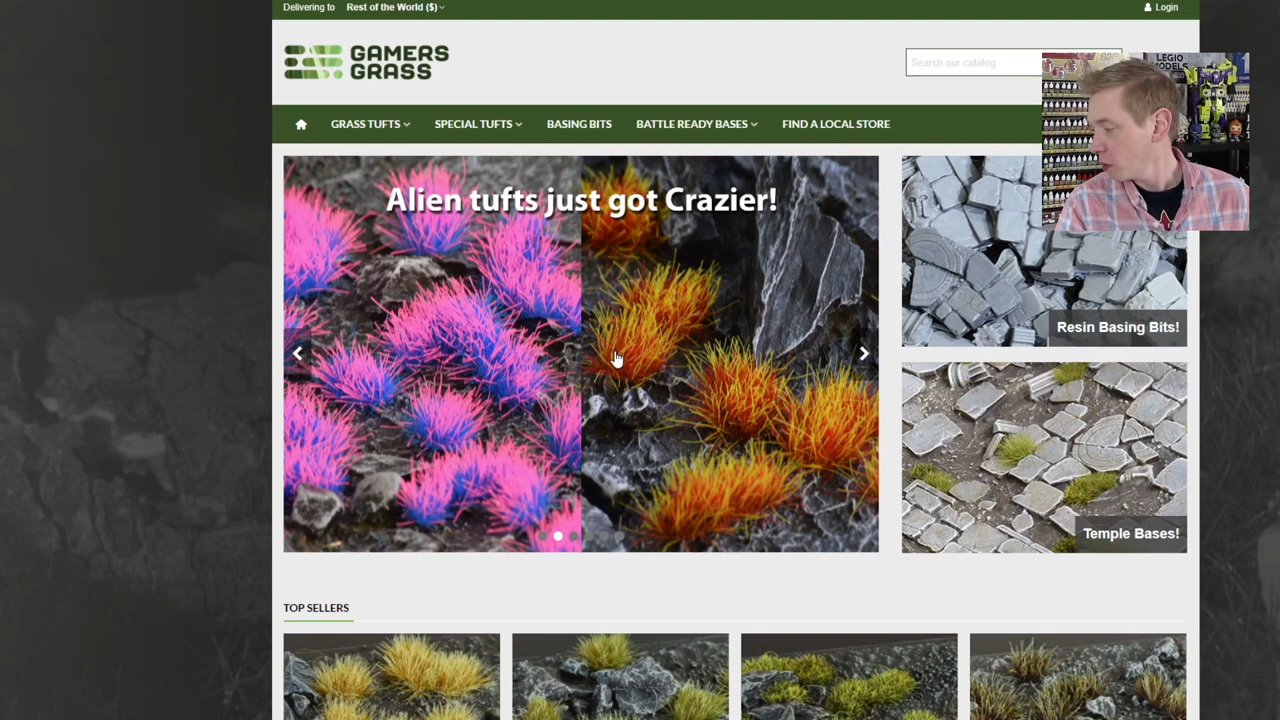 Delivering to Rest of the World ($)
Login
GAMERS
GRASS
Search our catalog
LEGIO
MODELS
GRASS TUFTS SPECIAL TUFTS BASING BITS BATTLE READY BASES FIND A LOCAL STORE
Alien tufts just got Crazier!
Resin Basing Bits!
Temple Bases!
TOP SELLERS